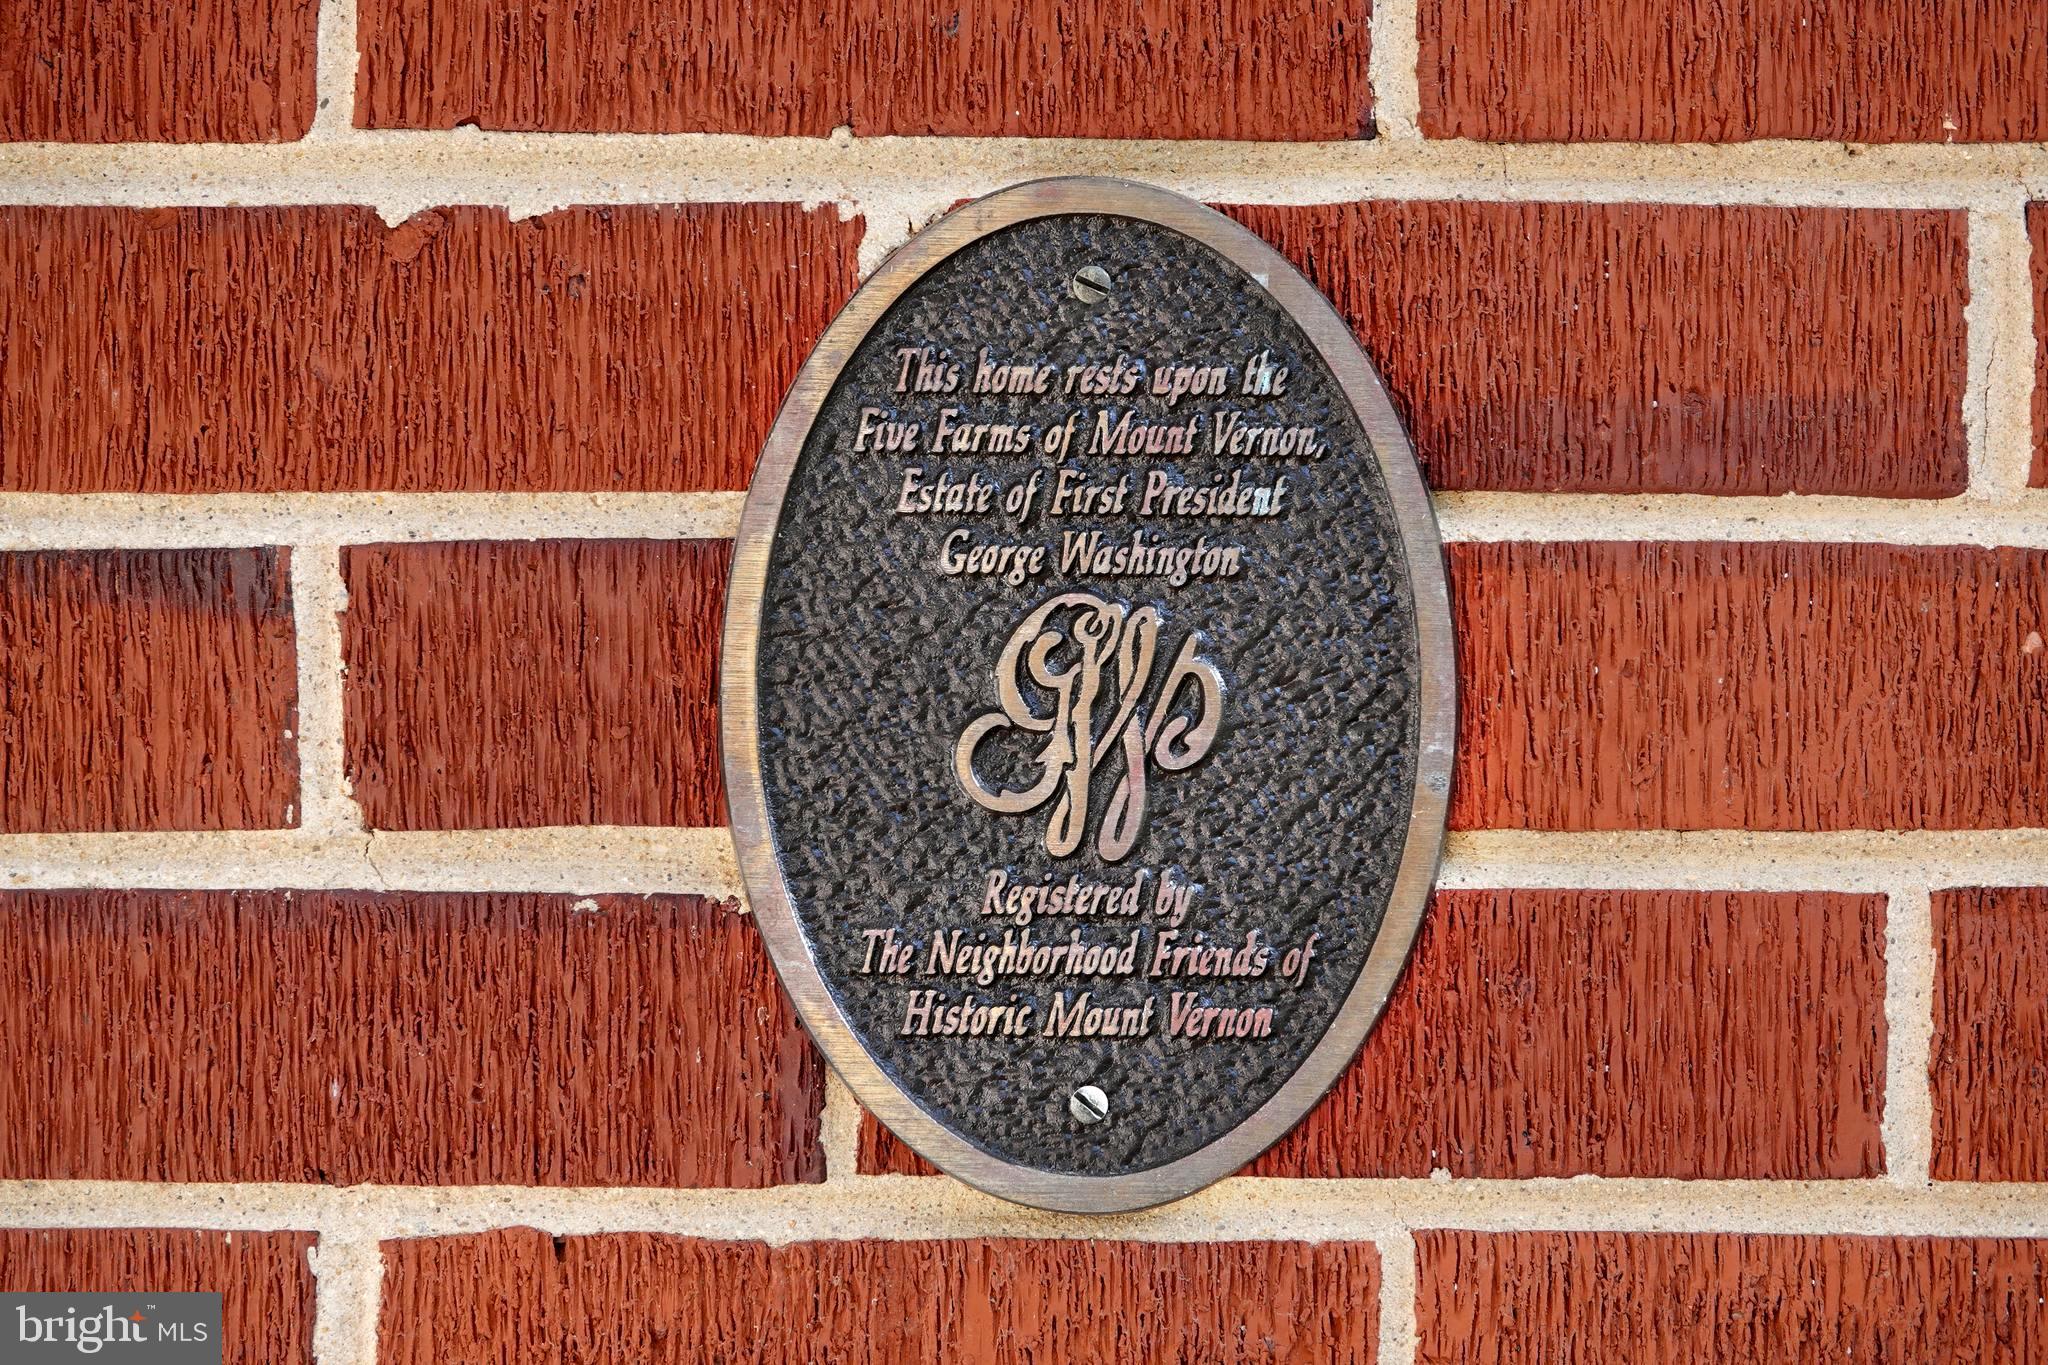 This home rests upon the
Five Farms of Mount Vernon,
Estate of First President
George Washington
GW
Registered by
The Neighborhood Friends of
Historic Mount Vernon
bright™ MLS